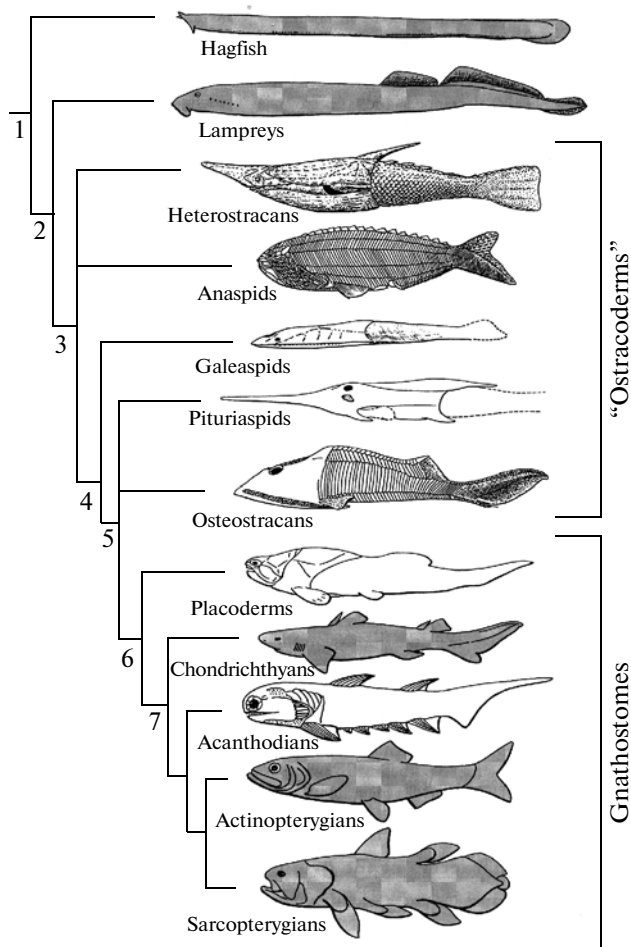 Hagfish
1
Lampreys
2
Heterostracans
3
Anaspids
Galeaspids
4
Pituriaspids
5
Osteostracans
“Ostracoderms”
Placoderms
6
Chondrichthyans
7
Acanthodians
Actinopterygians
Sarcopterygians
Gnathostomes